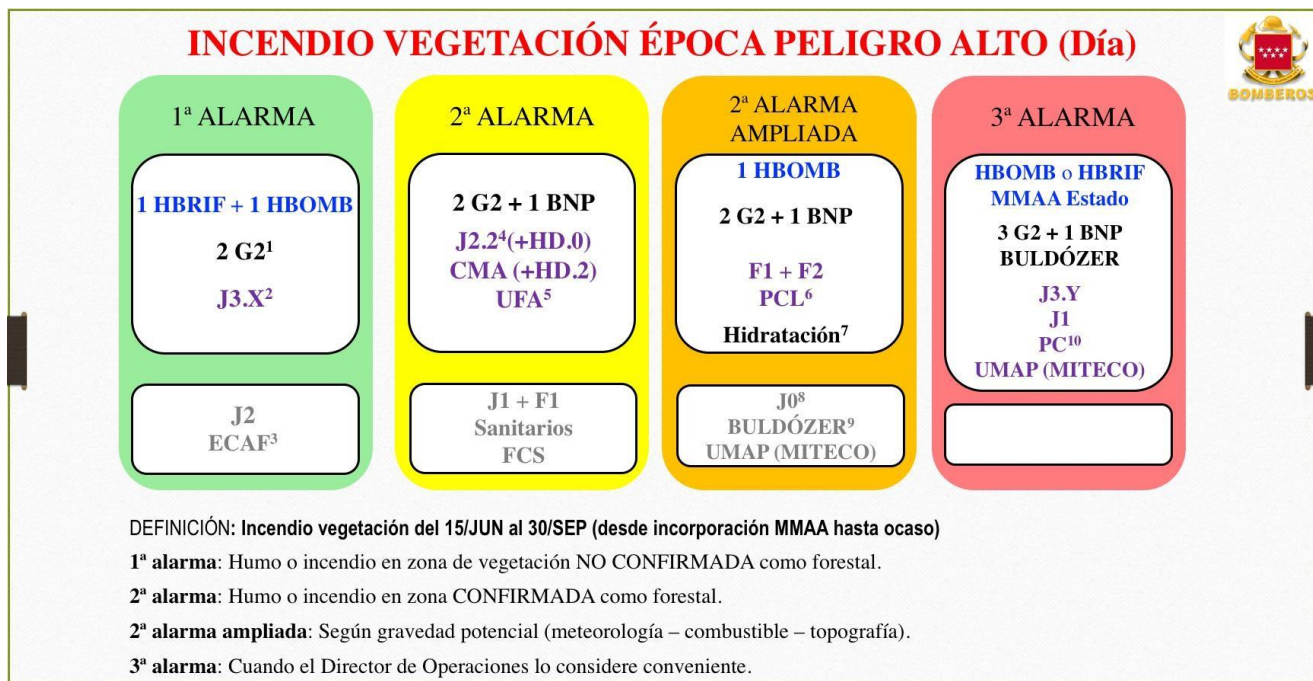 INCENDIO VEGETACIÓN ÉPOCA PELIGRO ALTO (Día)
BOMBEROS
1ª ALARMA
1 HBRIF + 1 HBOMB
2 G2¹
J3.X²
J2
ECAF³
2ª ALARMA
2 G2 + 1 BNP
J2.2⁴(+HD.0)
CMA (+HD.2)
UFA⁵
J1 + F1
Sanitarios
FCS
2ª ALARMA
AMPLIADA
1 HBOMB
2 G2 + 1 BNP
F1 + F2
PCL⁶
Hidratación⁷
J0⁸
BULDÓZER⁹
UMAP (MITECO)
3ª ALARMA
HBOMB o HBRIF
MMAA Estado
3 G2 + 1 BNP
BULDÓZER
J3.Y
J1
PC¹⁰
UMAP (MITECO)
DEFINICIÓN: Incendio vegetación del 15/JUN al 30/SEP (desde incorporación MMAA hasta ocaso)
1ª alarma: Humo o incendio en zona de vegetación NO CONFIRMADA como forestal.
2ª alarma: Humo o incendio en zona CONFIRMADA como forestal.
2ª alarma ampliada: Según gravedad potencial (meteorología – combustible – topografía).
3ª alarma: Cuando el Director de Operaciones lo considere conveniente.